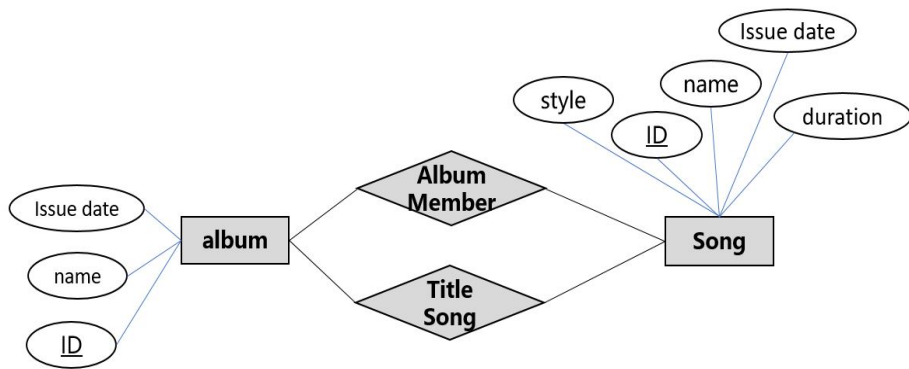 Issue date
name
style
ID
duration
Album
Member
Issue date
album
Song
name
Title
Song
ID